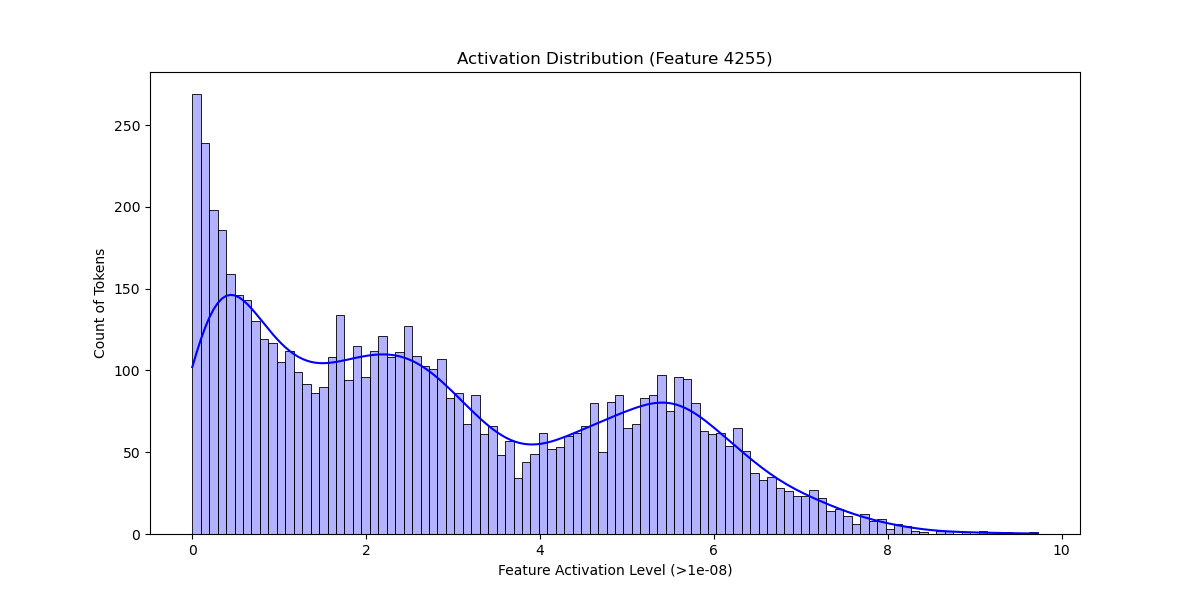 Activation Distribution (Feature 4255)
Count of Tokens
250
200
150
100
50
0
0 2 4 6 8 10
Feature Activation Level (>1e-08)